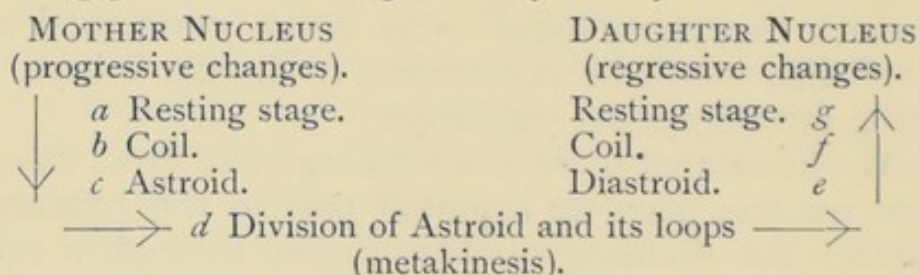 MOTHER NUCLEUS DAUGHTER NUCLEUS
(progressive changes). (regressive changes).
a Resting stage. Resting stage. g
b Coil. Coil. f
c Astroid. Diastroid. e
d Division of Astroid and its loops
(metakinesis).